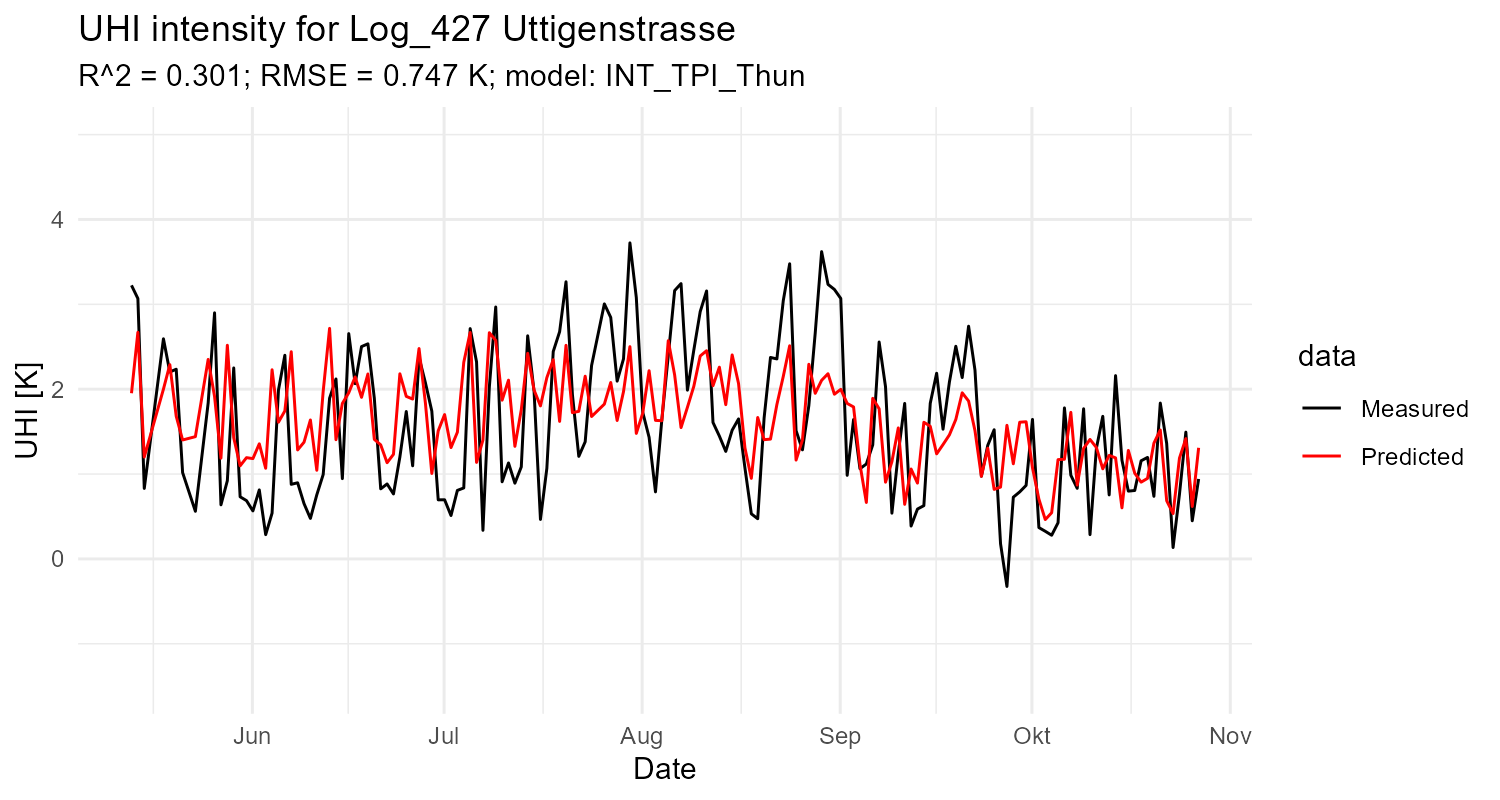 UHI intensity for Log_427 Uttigenstrasse
R^2 = 0.301; RMSE = 0.747 K; model: INT_TPI_Thun
UHI [K]
4
2
0
Jun Jul Aug Sep Okt Nov
Date
data
Measured
Predicted